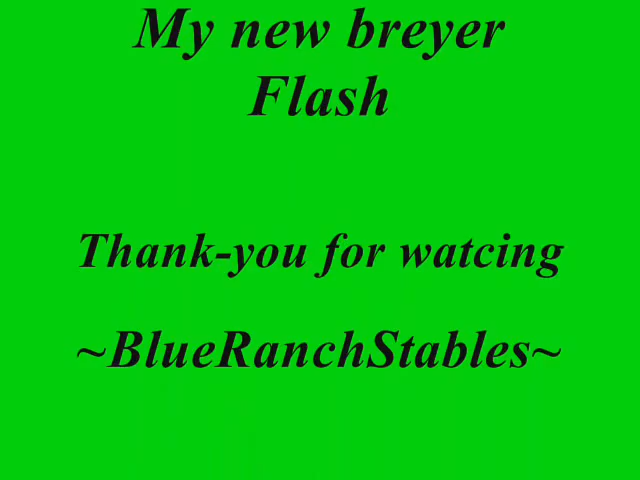 My new breyer
Flash
Thank-you for watcing
~BlueRanchStables~